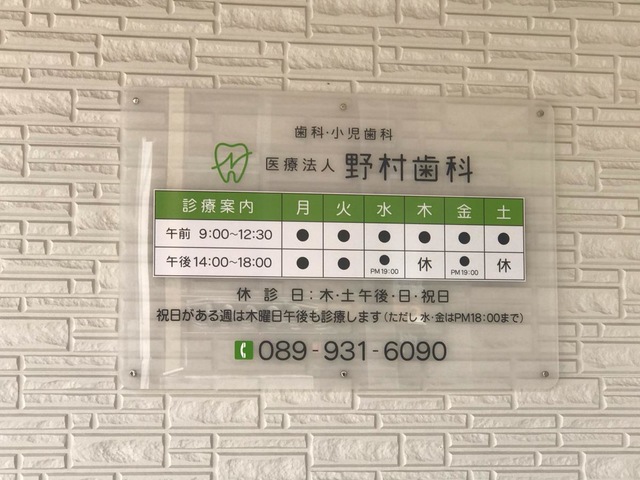 歯科・小児歯科
医療法人 野村歯科
診療案内 月 火 水 木 金 土
午前 9:00～12:30 ● ● ● ● ● ●
午後14:00～18:00 ● ● ● 休 ● 休
PM19:00 PM19:00
休診日:木・土午後・日・祝日
祝日がある週は木曜日午後も診療します(ただし水・金はPM18:00まで)
089-931-6090